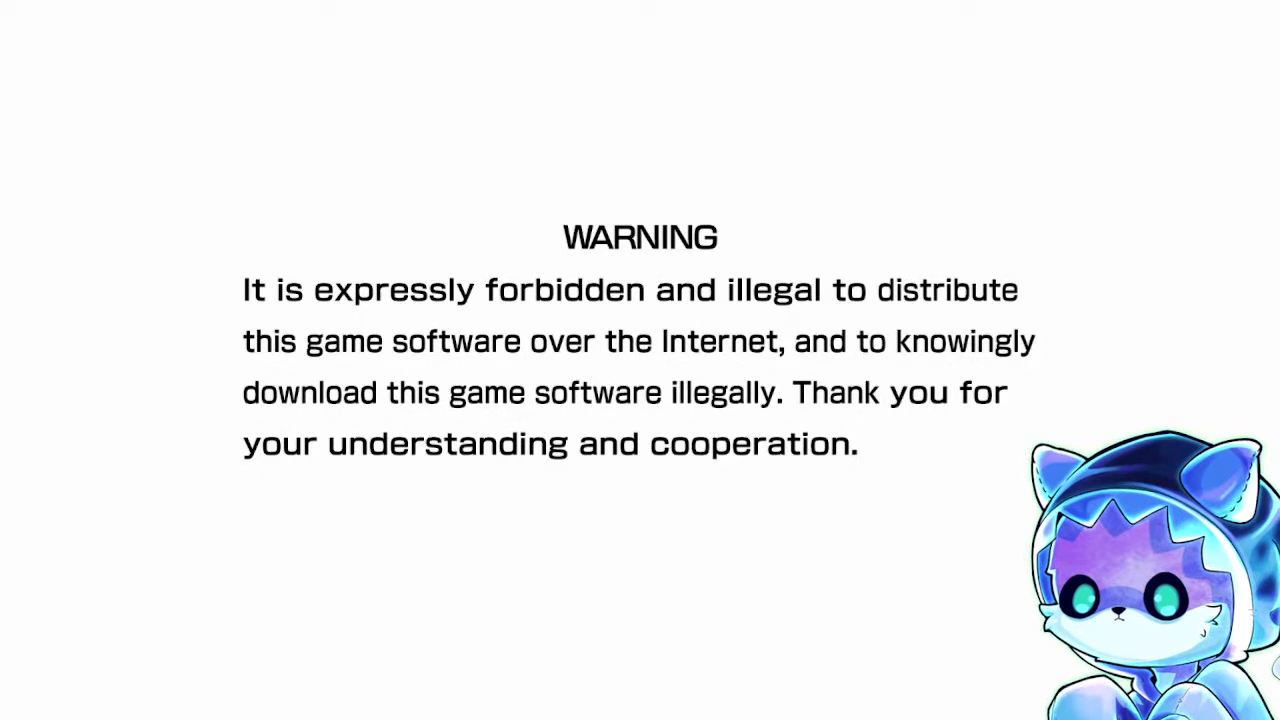 WARNING
It is expressly forbidden and illegal to distribute
this game software over the Internet, and to knowingly
download this game software illegally. Thank you for
your understanding and cooperation.